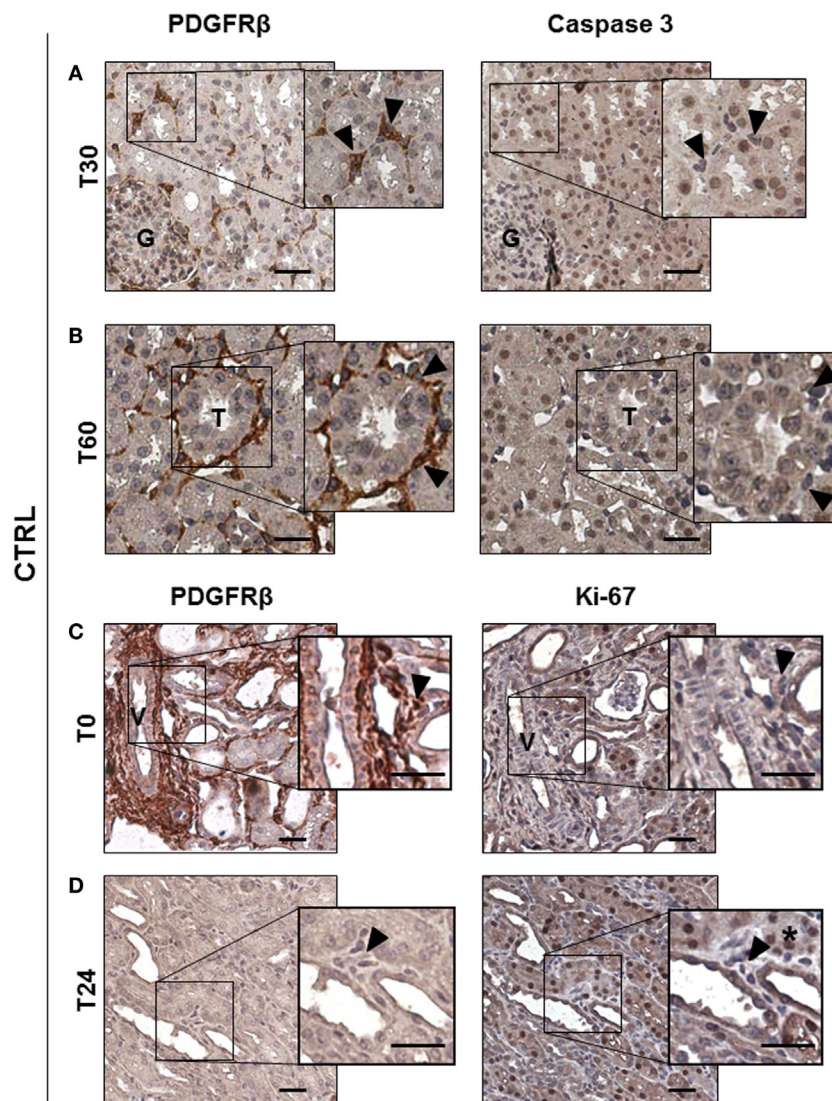 PDGFRβ Caspase 3
CTRL
A
T30
G G
B
T60
T T
PDGFRβ Ki-67
C
T0
V V
D
T24
*